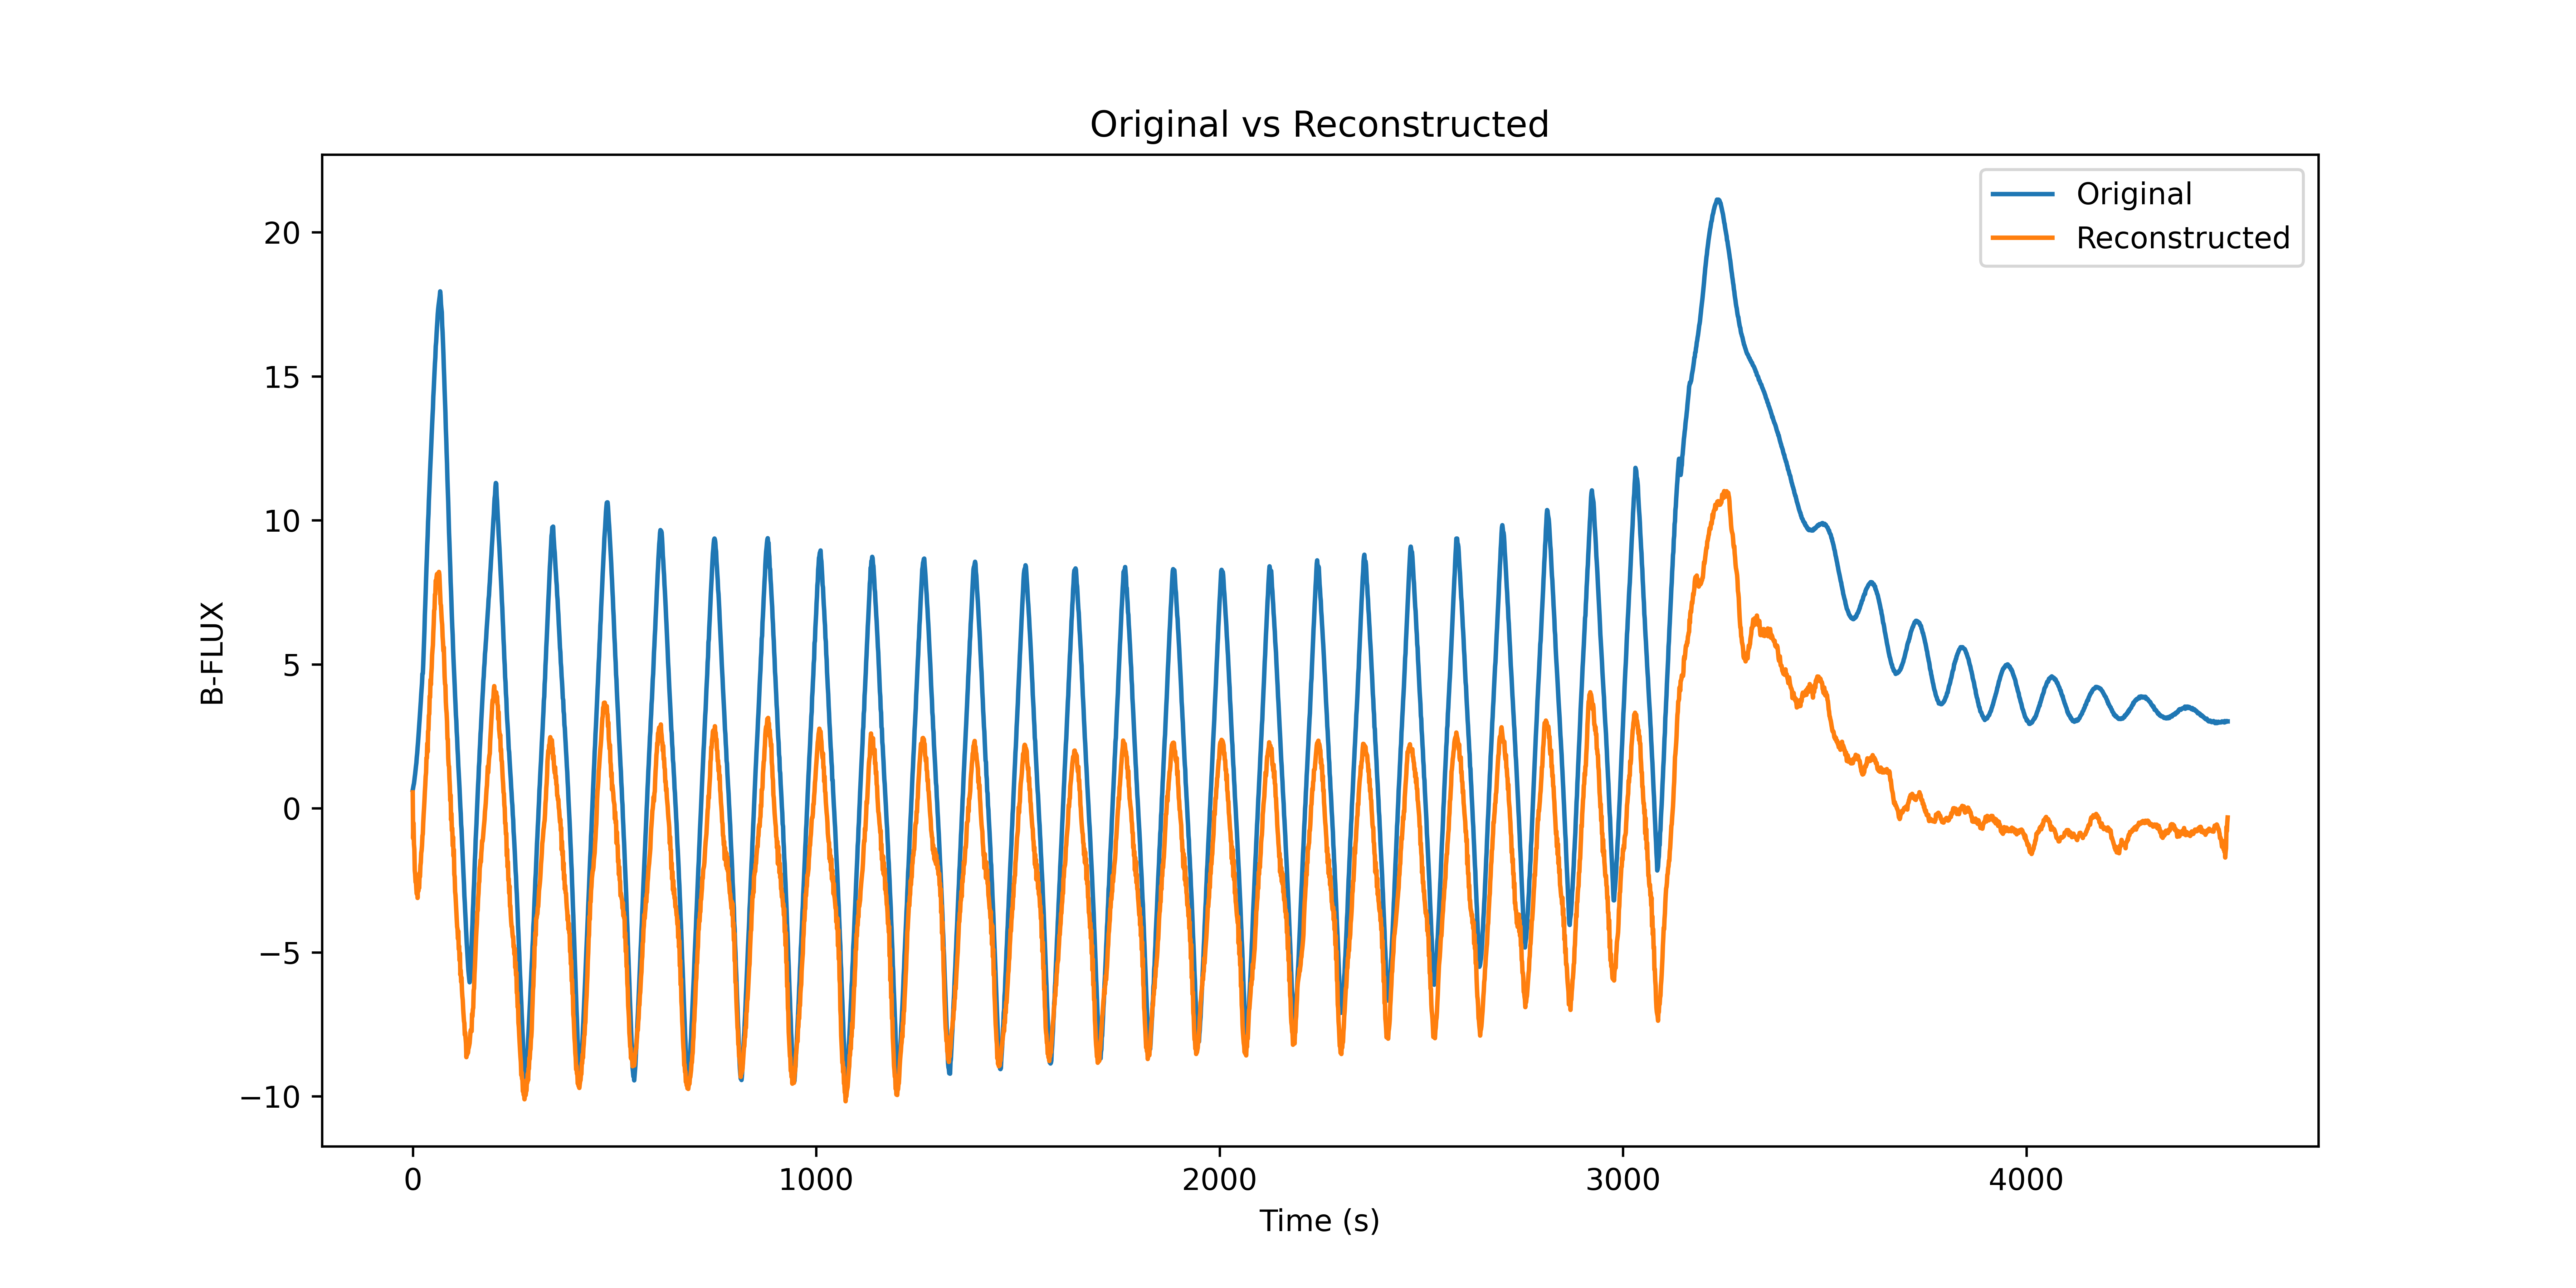 Original vs Reconstructed
Original
Reconstructed
B-FLUX
20
15
10
5
0
−5
−10
0
1000
2000
3000
4000
Time (s)